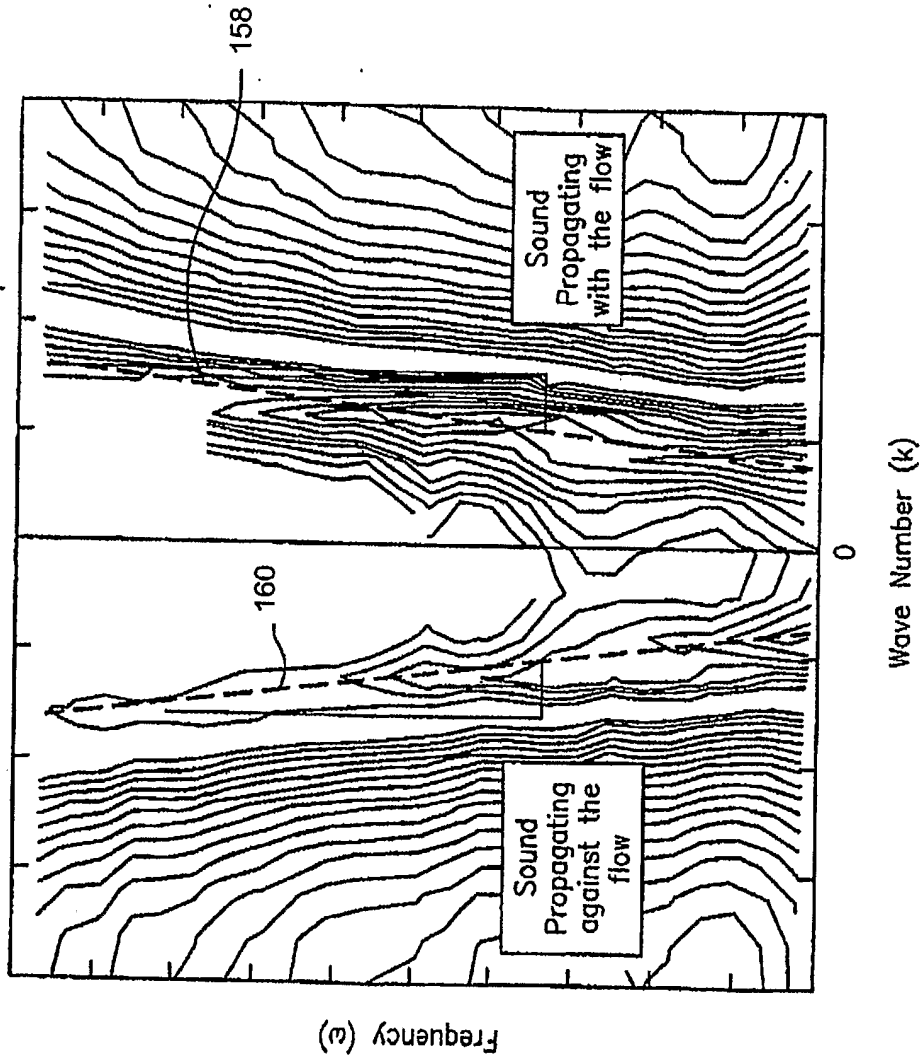 158
160
Sound
Propagating
with the flow
Sound
Propagating
against the
flow
Frequency (ω)
0
Wave Number (k)